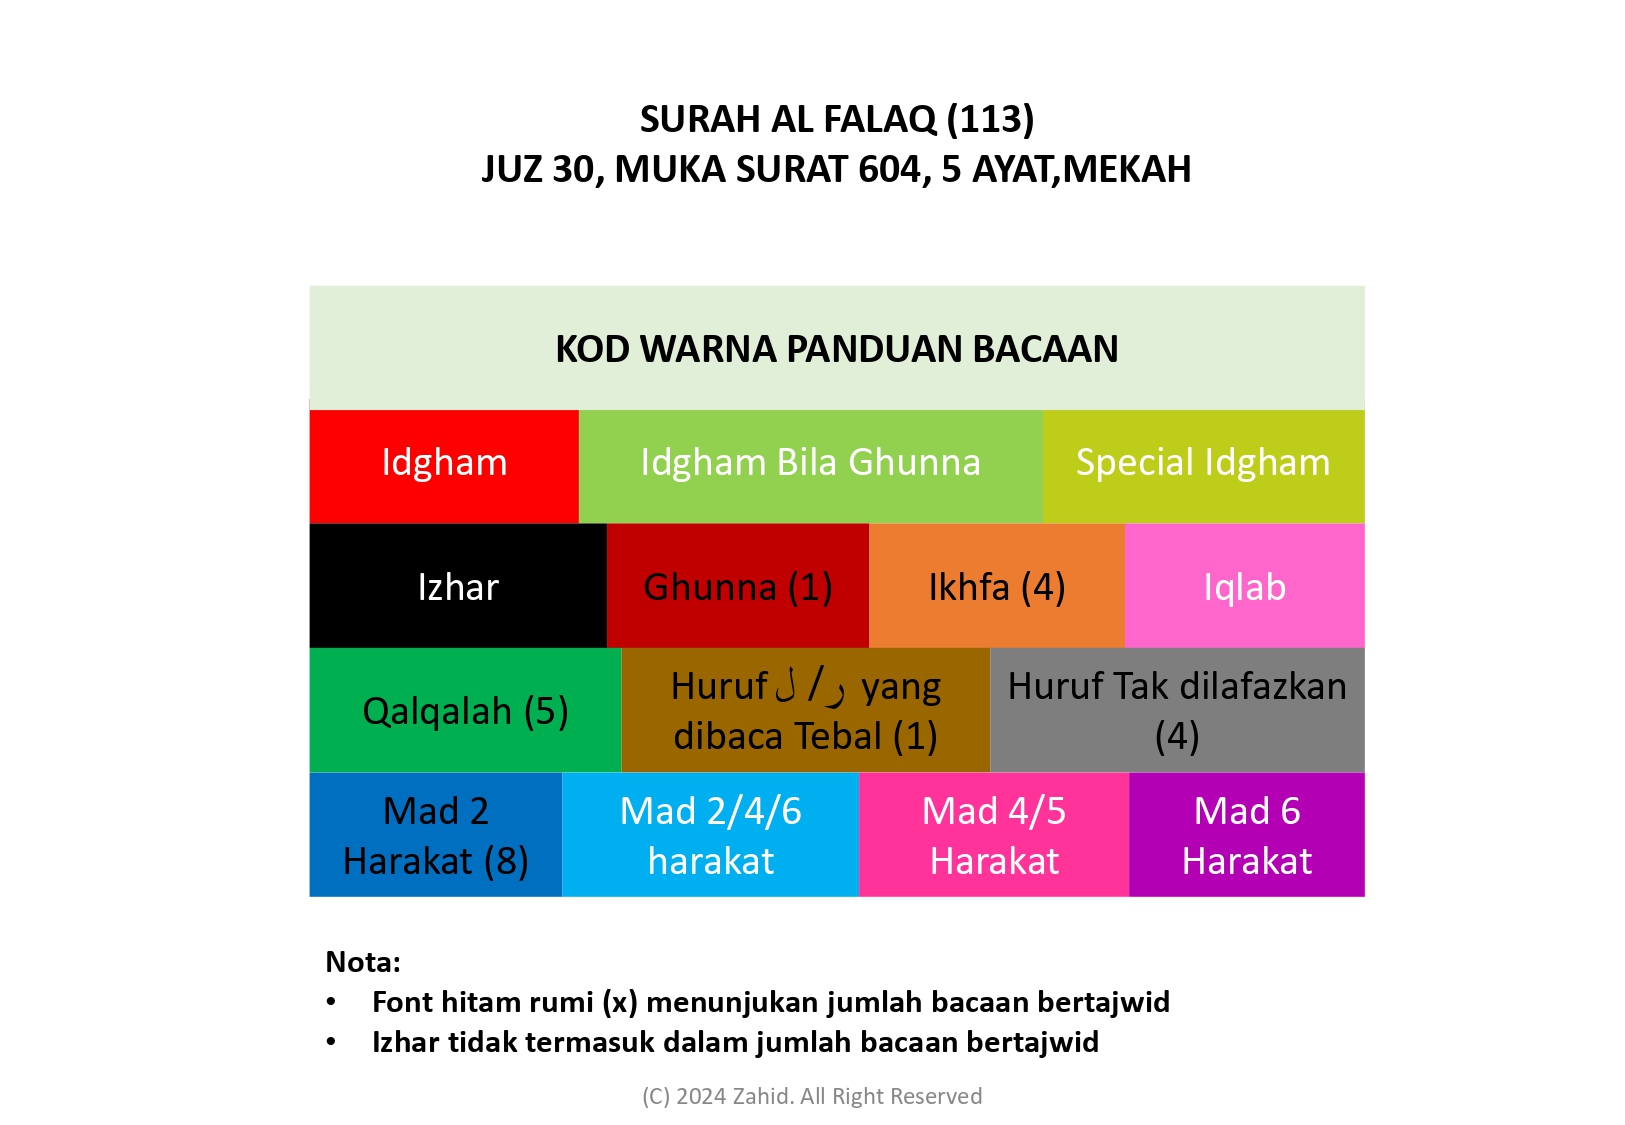 SURAH AL FALAQ (113)
JUZ 30, MUKA SURAT 604, 5 AYAT,MEKAH
KOD WARNA PANDUAN BACAAN
Idgham
Idgham Bila Ghunna
Special Idgham
Izhar
Ghunna (1)
Ikhfa (4)
Iqlab
Qalqalah (5)
Huruf ر/ ل yang
dibaca Tebal (1)
Huruf Tak dilafazkan
(4)
Mad 2
Harakat (8)
Mad 2/4/6
harakat
Mad 4/5
Harakat
Mad 6
Harakat
Nota:
• Font hitam rumi (x) menunjukan jumlah bacaan bertajwid
• Izhar tidak termasuk dalam jumlah bacaan bertajwid
(C) 2024 Zahid. All Right Reserved